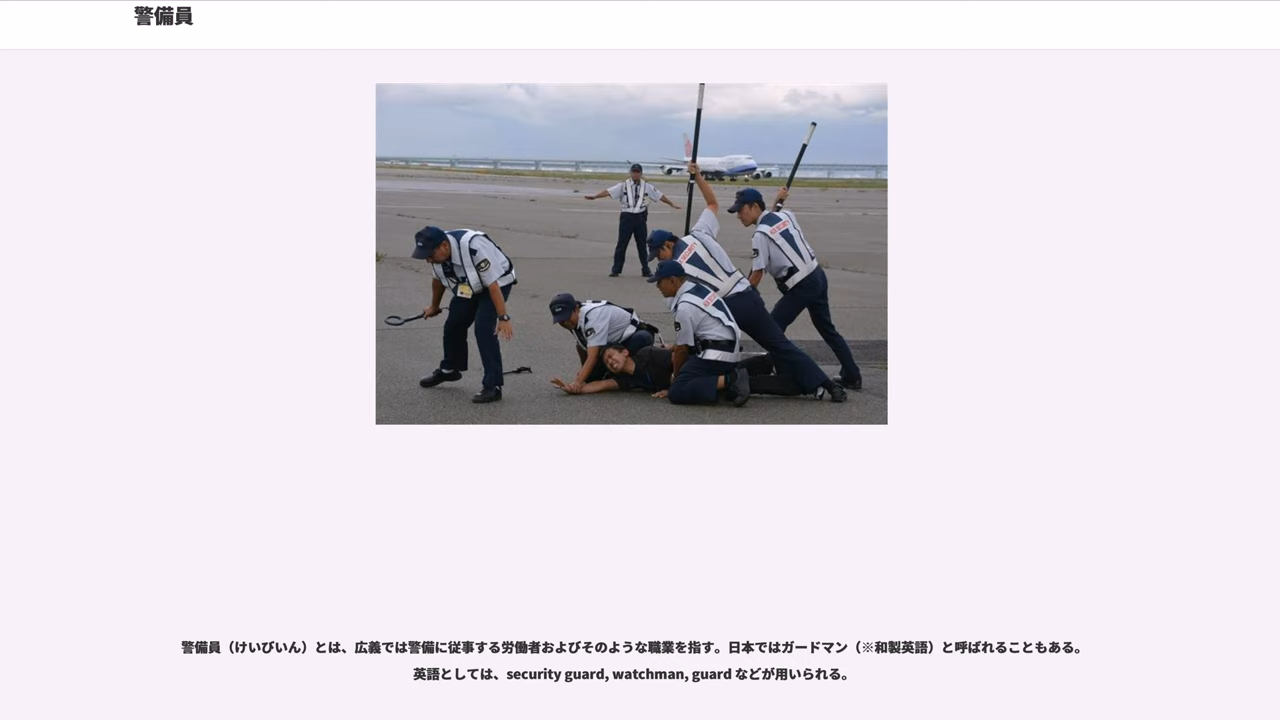 警備員
警備員（けいびいん）とは、広義では警備に従事する労働者およびそのような職業を指す。日本ではガードマン（※和製英語）と呼ばれることもある。
英語としては、security guard, watchman, guard などが用いられる。